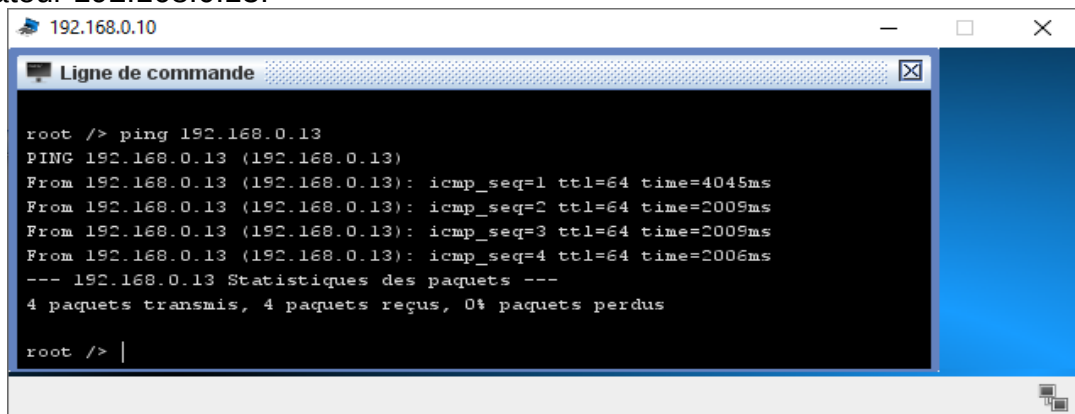 192.168.0.10
Ligne de commande
root /> ping 192.168.0.13
PING 192.168.0.13 (192.168.0.13)
From 192.168.0.13 (192.168.0.13): icmp_seq=1 ttl=64 time=4045ms
From 192.168.0.13 (192.168.0.13): icmp_seq=2 ttl=64 time=2009ms
From 192.168.0.13 (192.168.0.13): icmp_seq=3 ttl=64 time=2009ms
From 192.168.0.13 (192.168.0.13): icmp_seq=4 ttl=64 time=2006ms
--- 192.168.0.13 Statistiques des paquets ---
4 paquets transmis, 4 paquets reçus, 0% paquets perdus
root />